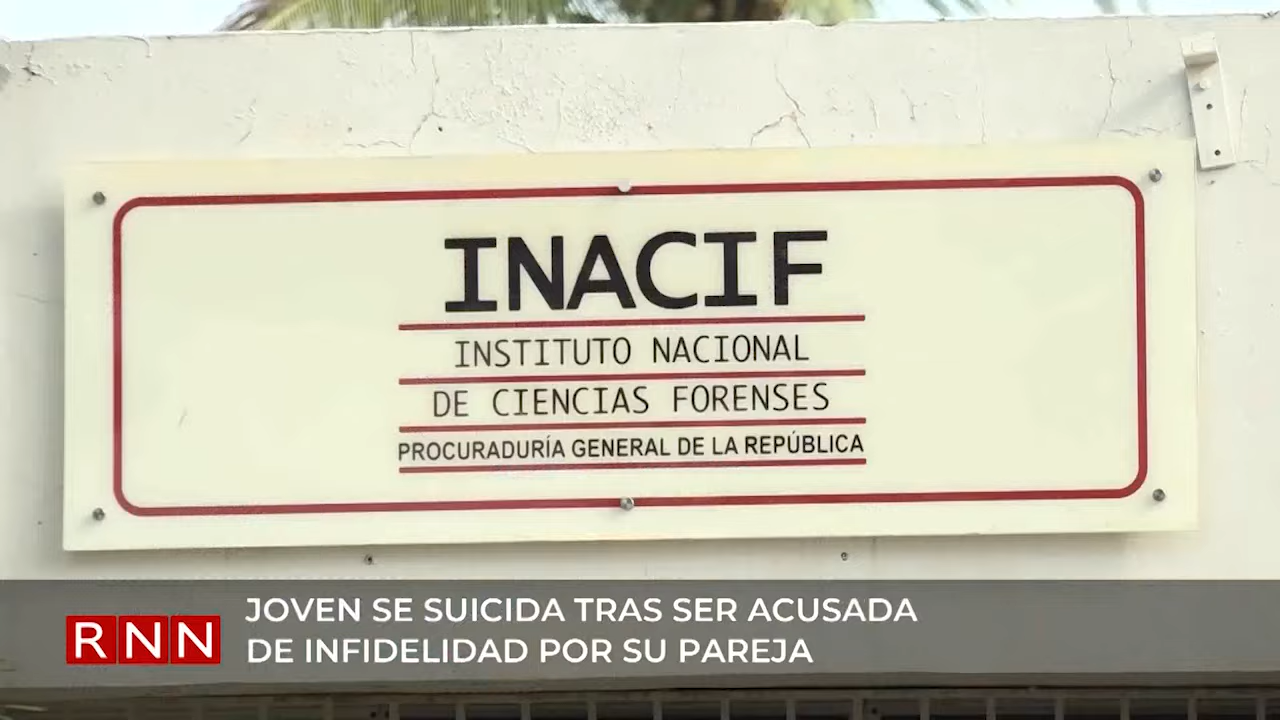 INACIF
INSTITUTO NACIONAL
DE CIENCIAS FORENSES
PROCURADURÍA GENERAL DE LA REPÚBLICA
RNN
JOVEN SE SUICIDA TRAS SER ACUSADA
DE INFIDELIDAD POR SU PAREJA